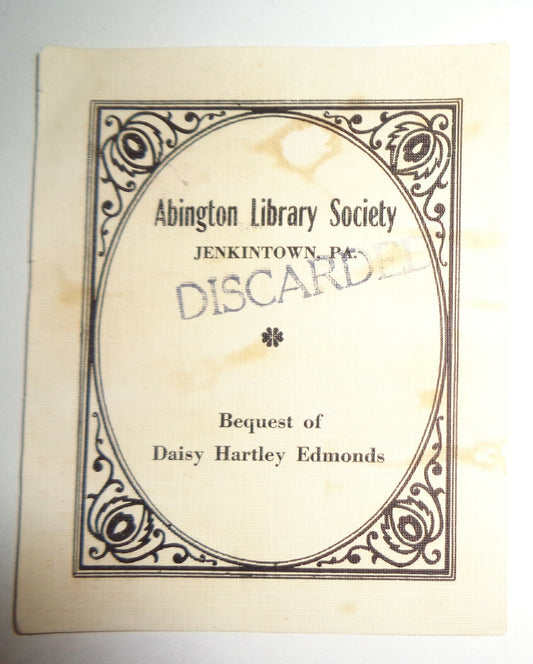 Abington Library Society
JENKINTOWN, PA.
DISCARDED
Bequest of
Daisy Hartley Edmonds